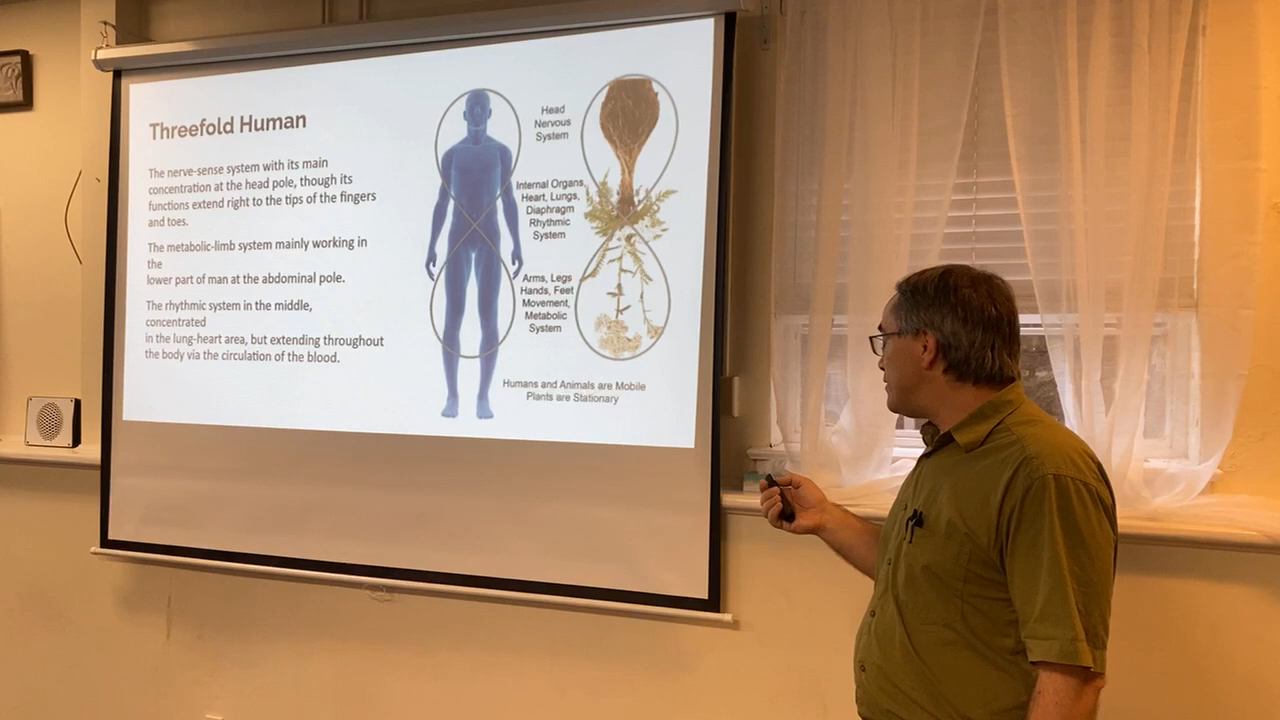 Threefold Human
The nerve-sense system with its main
concentration at the head pole, though its
functions extend right to the tips of the fingers
and toes.
The metabolic-limb system mainly working in
the
lower part of man at the abdominal pole.
The rhythmic system in the middle,
concentrated
in the lung-heart area, but extending throughout
the body via the circulation of the blood.
Head
Nervous
System
Internal Organs,
Heart, Lungs,
Diaphragm
Rhythmic
System
Arms, Legs
Hands, Feet
Movement,
Metabolic
System
Humans and Animals are Mobile
Plants are Stationary